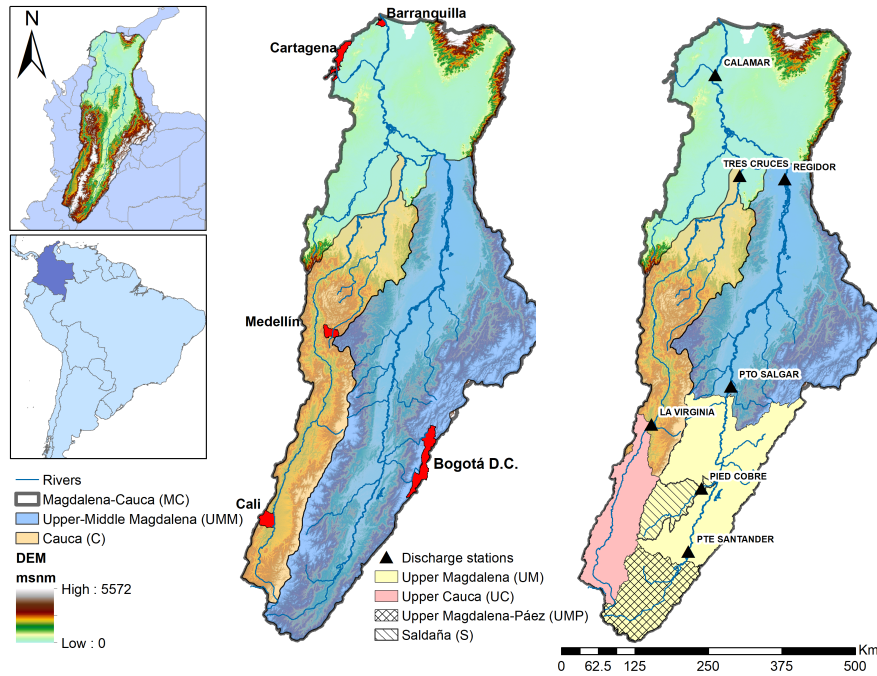 N
Barranquilla
Cartagena
Medellín
Bogotá D.C.
Cali
CALAMAR
TRES CRUCES
REGIDOR
PTO SALGAR
LA VIRGINIA
PIED COBRE
PTE SANTANDER
Rivers
Magdalena-Cauca (MC)
Upper-Middle Magdalena (UMM)
Cauca (C)
DEM
msnm
High : 5572
Low : 0
Discharge stations
Upper Magdalena (UM)
Upper Cauca (UC)
Upper Magdalena-Páez (UMP)
Saldaña (S)
Km
0 62.5 125 250 375 500